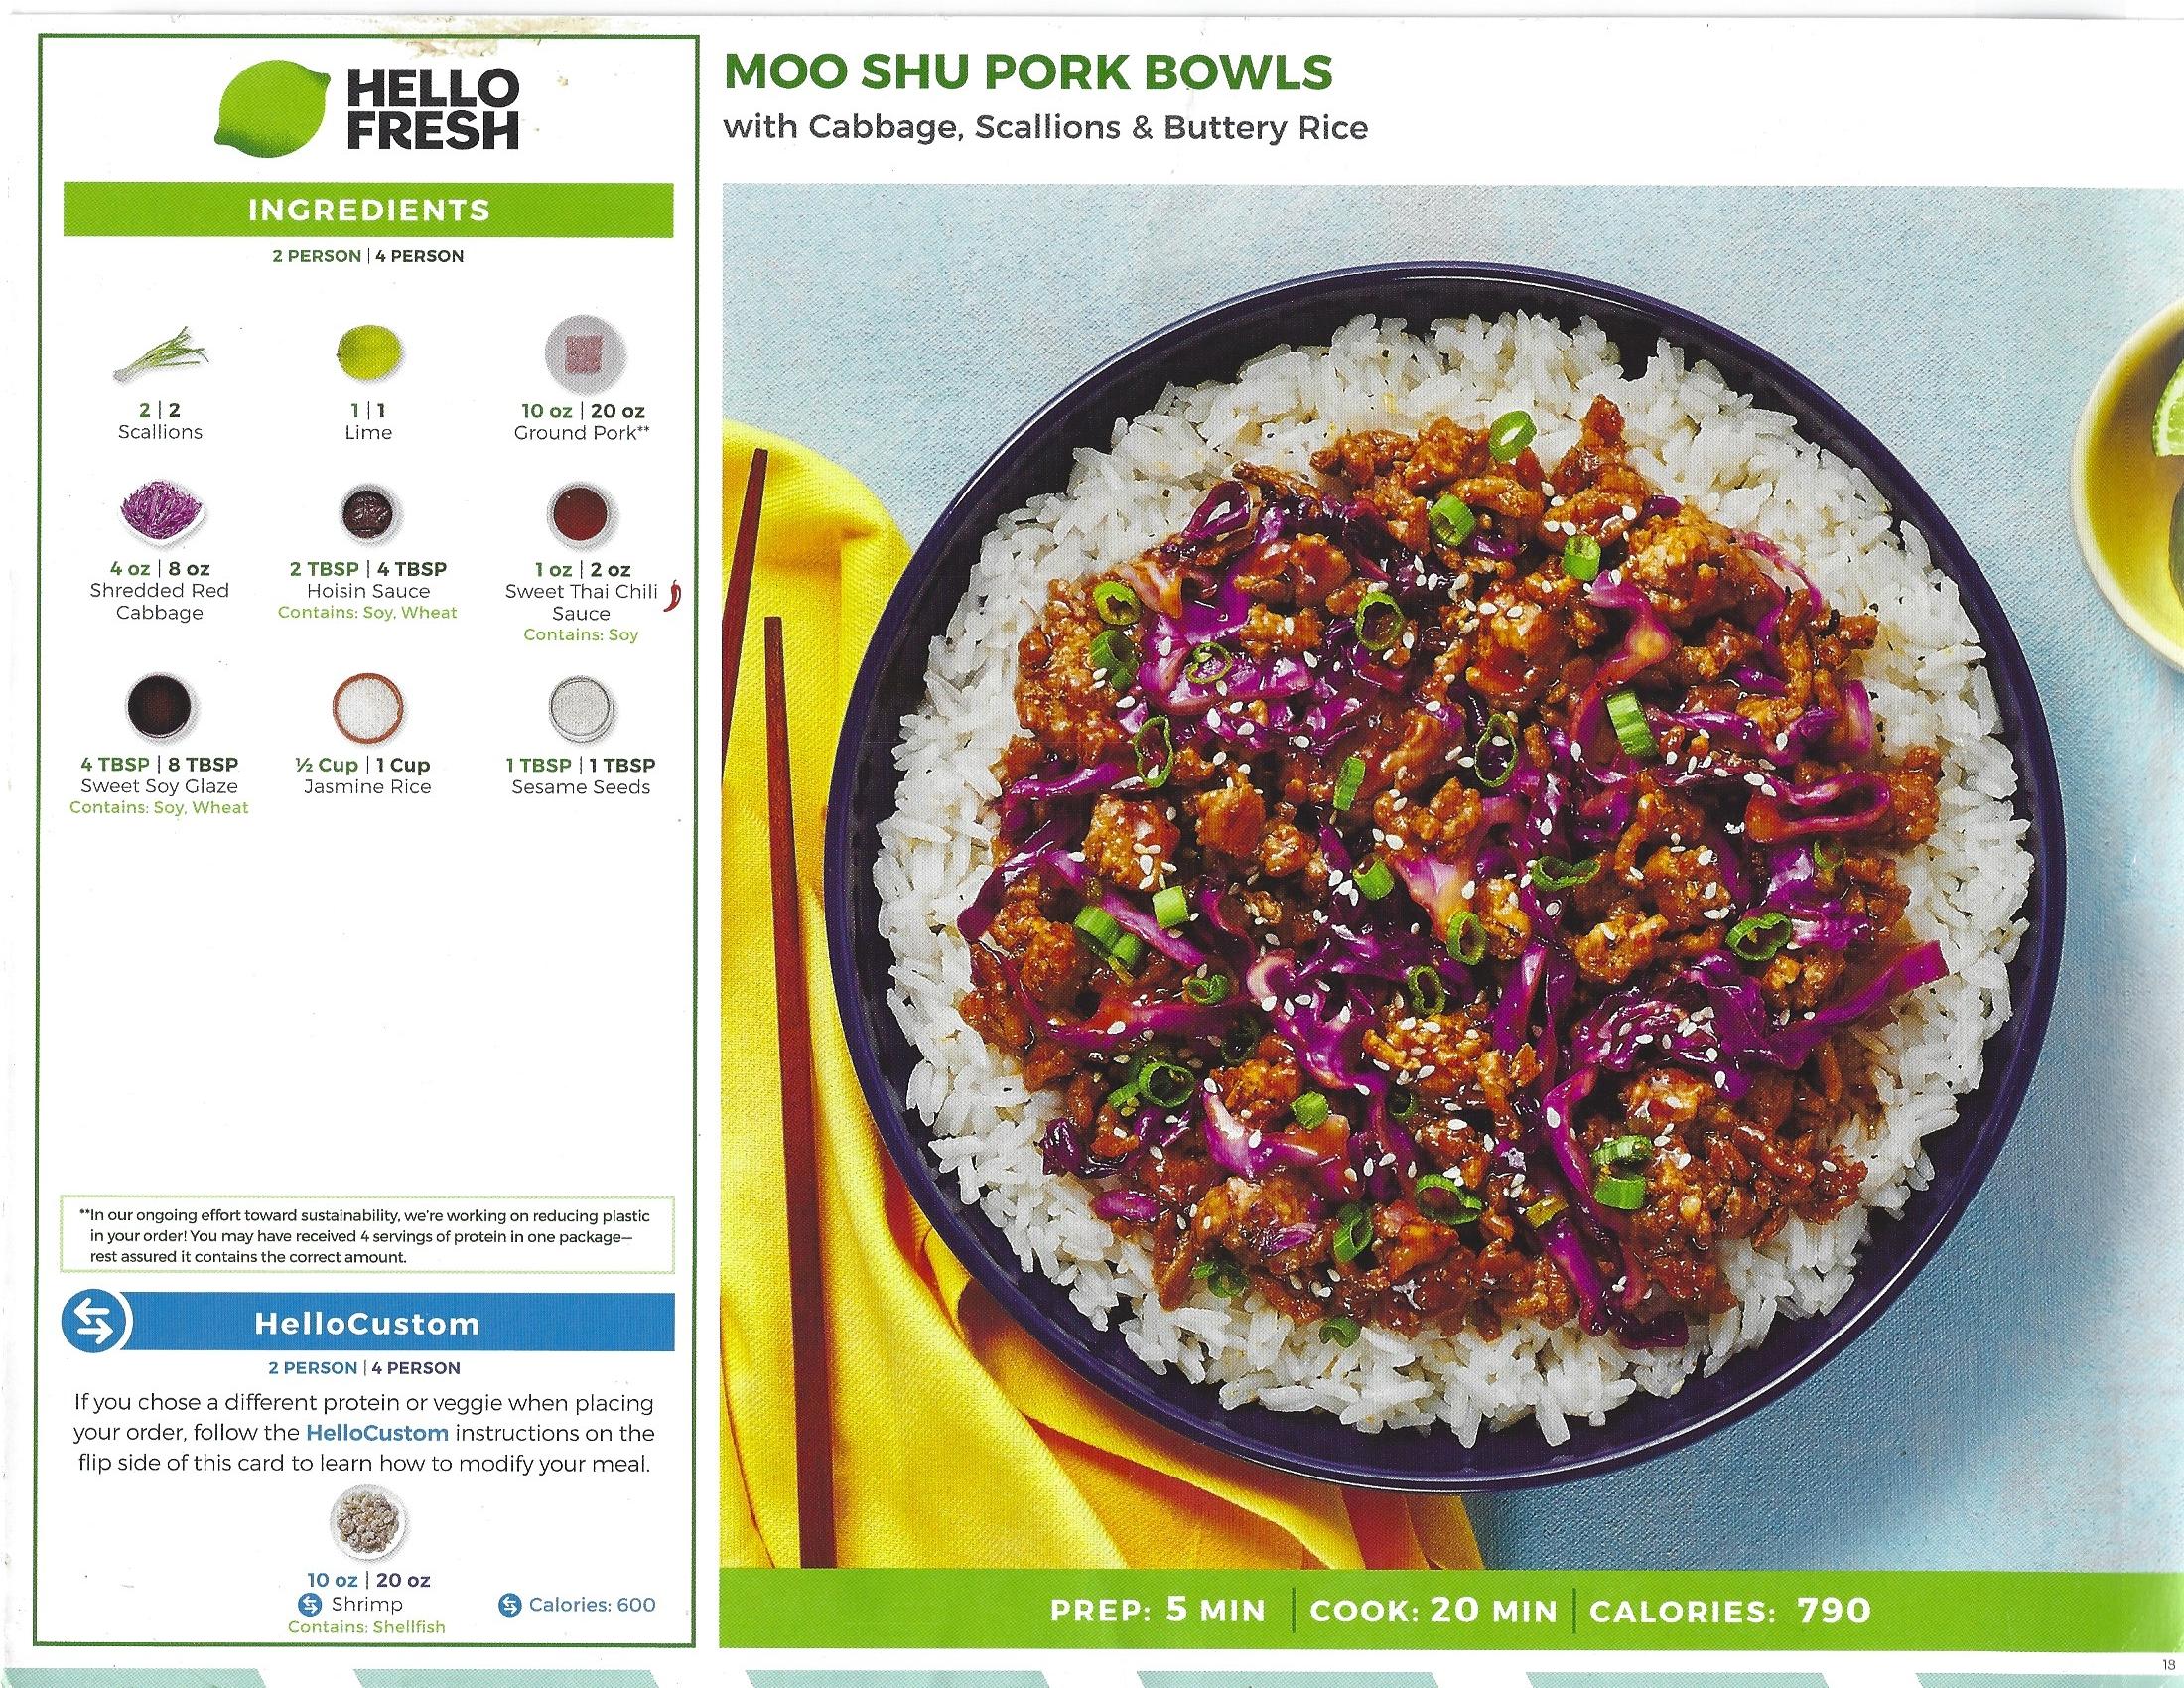 HELLO
FRESH
INGREDIENTS
2 PERSON | 4 PERSON
2 | 2
Scallions
1 | 1
Lime
10 oz | 20 oz
Ground Pork**
4 oz | 8 oz
Shredded Red
Cabbage
2 TBSP | 4 TBSP
Hoisin Sauce
Contains: Soy, Wheat
1 oz | 2 oz
Sweet Thai Chili
Sauce
Contains: Soy
4 TBSP | 8 TBSP
Sweet Soy Glaze
Contains: Soy, Wheat
½ Cup | 1 Cup
Jasmine Rice
1 TBSP | 1 TBSP
Sesame Seeds
**In our ongoing effort toward sustainability, we're working on reducing plastic
in your order! You may have received 4 servings of protein in one package—
rest assured it contains the correct amount.
HelloCustom
2 PERSON | 4 PERSON
If you chose a different protein or veggie when placing
your order, follow the HelloCustom instructions on the
flip side of this card to learn how to modify your meal.
10 oz | 20 oz
Shrimp
Contains: Shellfish
Calories: 600
MOO SHU PORK BOWLS
with Cabbage, Scallions & Buttery Rice
PREP: 5 MIN | COOK: 20 MIN | CALORIES: 790
18